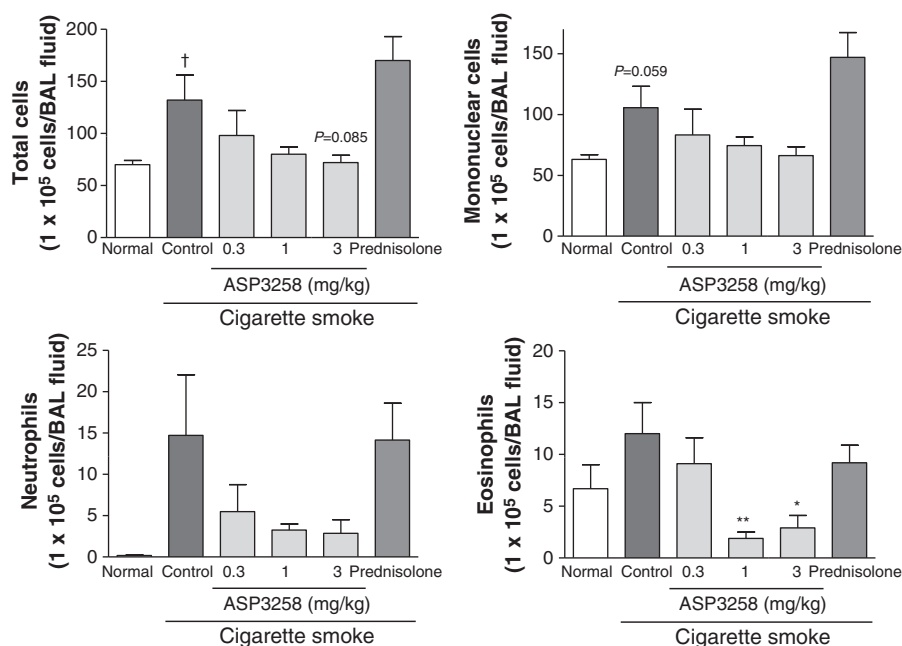 Total cells
(1 x 10⁵ cells/BAL fluid)
200
150
100
50
0
†
P=0.085
Normal Control 0.3 1 3 Prednisolone
ASP3258 (mg/kg)
Cigarette smoke
Mononuclear cells
(1 x 10⁵ cells/BAL fluid)
150
100
50
0
P=0.059
Normal Control 0.3 1 3 Prednisolone
ASP3258 (mg/kg)
Cigarette smoke
Neutrophils
(1 x 10⁵ cells/BAL fluid)
25
20
15
10
5
0
Normal Control 0.3 1 3 Prednisolone
ASP3258 (mg/kg)
Cigarette smoke
Eosinophils
(1 x 10⁵ cells/BAL fluid)
20
15
10
5
0
**
*
Normal Control 0.3 1 3 Prednisolone
ASP3258 (mg/kg)
Cigarette smoke